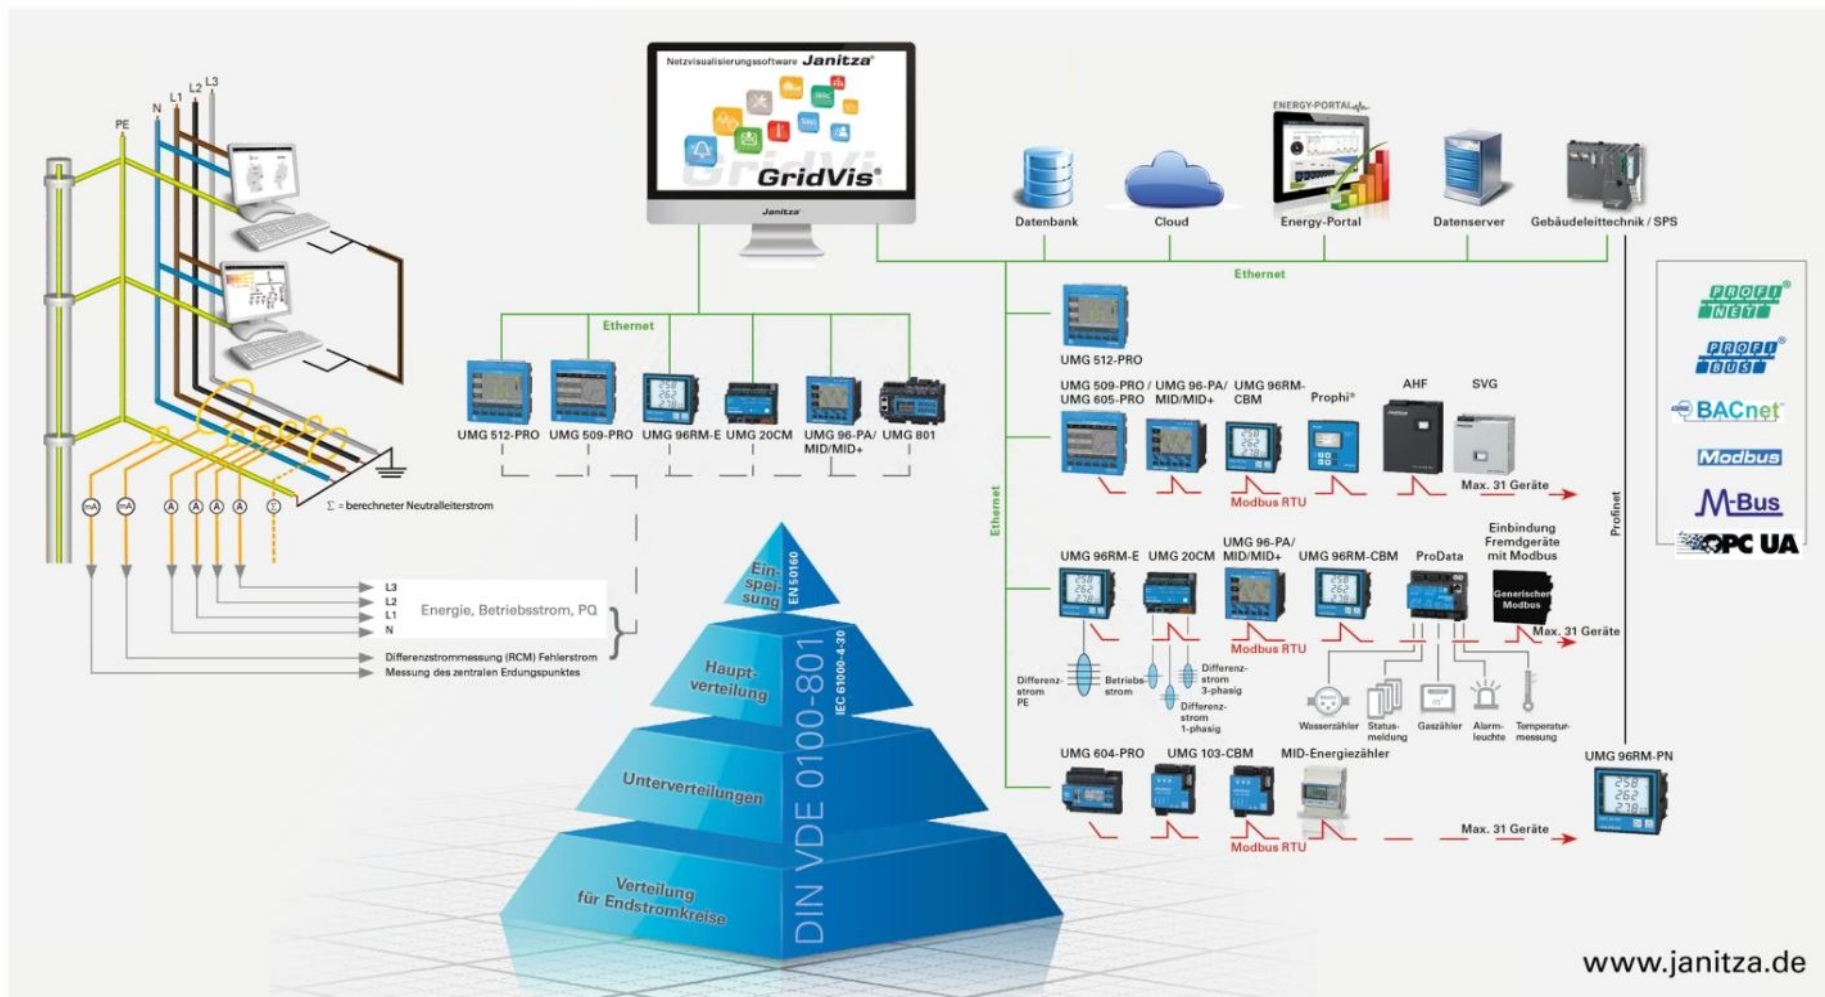 PE
N
L1
L2
L3
mA
mA
A
A
A
A
Σ
Σ = berechneter Neutralleiterstrom
L3
L2
L1
N
Energie, Betriebsstrom, PQ
Differenzstrommessung (RCM) Fehlerstrom
Messung des zentralen Erdungspunktes
Netzvisualisierungssoftware Janitza®
GridVis®
Janitza®
Ethernet
UMG 512-PRO
UMG 509-PRO
UMG 96RM-E
UMG 20CM
UMG 96-PA/
MID/MID+
UMG 801
Ein-
spei-
sung
EN 50160
Haupt-
verteilung
IEC 61000-4-30
Unterverteilungen
Verteilung
für Endstromkreise
DIN VDE 0100-801
Datenbank
Cloud
ENERGY-PORTAL
Energy-Portal
Datenserver
Gebäudeleittechnik / SPS
Ethernet
Ethernet
Profinet
UMG 512-PRO
UMG 509-PRO /
UMG 605-PRO
UMG 96-PA/
MID/MID+
UMG 96RM-
CBM
Prophi®
AHF
SVG
Modbus RTU
Max. 31 Geräte
UMG 96RM-E
UMG 20CM
UMG 96-PA/
MID/MID+
UMG 96RM-CBM
ProData
Einbindung
Fremdgeräte
mit Modbus
Generischer
Modbus
Modbus RTU
Max. 31 Geräte
Differenz-
strom
PE
Betriebs-
strom
Differenz-
strom
1-phasig
Differenz-
strom
3-phasig
Wasserzähler
Status-
meldung
Gaszähler
m³
Alarm-
leuchte
Temperatur-
messung
UMG 604-PRO
UMG 103-CBM
MID-Energiezähler
Modbus RTU
Max. 31 Geräte
UMG 96RM-PN
PROFI
NET®
PROFI
BUS®
BACnet™
Modbus
M-Bus
OPC UA
www.janitza.de